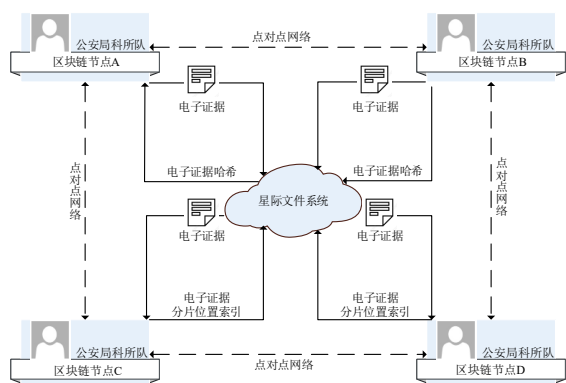 点对点网络
公安局科所队
公安局科所队
区块链节点A
区块链节点B
电子证据
电子证据
电子证据哈希
电子证据哈希
点对点网络
点对点网络
星际文件系统
电子证据
电子证据
电子证据
分片位置索引
电子证据
分片位置索引
公安局科所队
公安局科所队
点对点网络
区块链节点C
区块链节点D